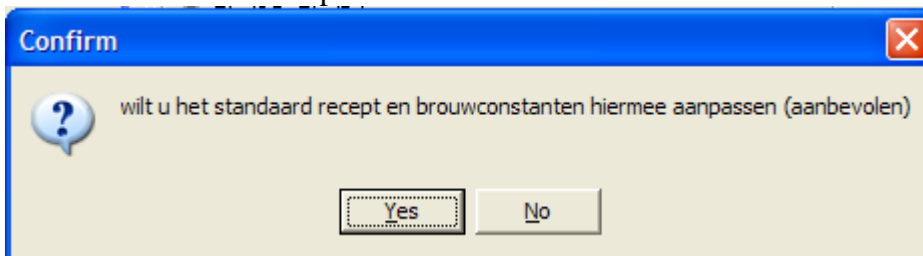 Confirm
wilt u het standaard recept en brouwconstanten hiermee aanpassen (aanbevolen)
Yes
No